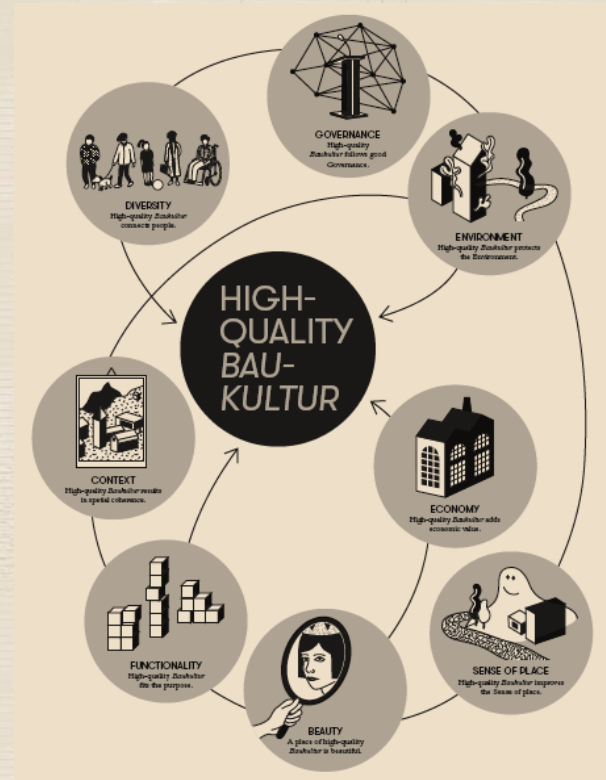 GOVERNANCE
High-quality
Baukultur follows good
Governance.
DIVERSITY
High-quality Baukultur
connects people.
ENVIRONMENT
High-quality Baukultur protects
the Environment.
HIGH-
QUALITY
BAU-
KULTUR
CONTEXT
High-quality Baukultur results
in spatial coherence.
ECONOMY
High-quality Baukultur adds
economic value.
FUNCTIONALITY
High-quality Baukultur
fits the purpose.
SENSE OF PLACE
High-quality Baukultur improves
the Sense of place.
BEAUTY
A place of high-quality
Baukultur is beautiful.